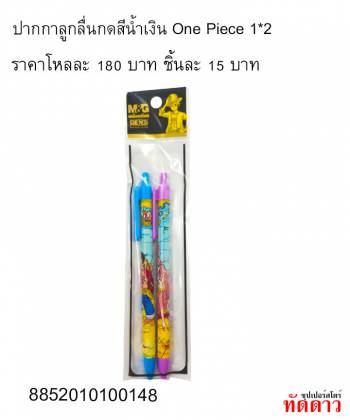 ปากกาลูกลื่นกดสีน้ำเงิน One Piece 1*2
ราคาโหลละ 180 บาท ชิ้นละ 15 บาท
M&G
ONE PIECE
8852010100148
ซุปเปอร์สโตร์
ทัดดาว